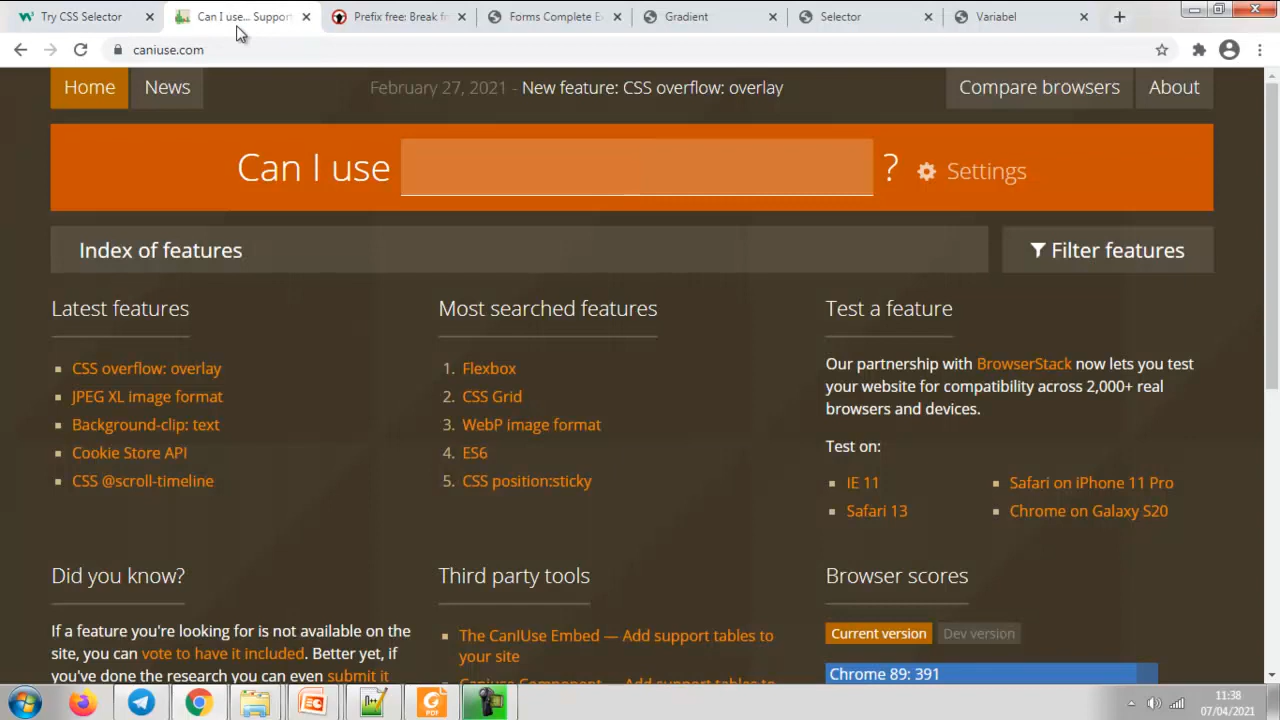 Try CSS Selector
Can I use... Support
Prefix free: Break f
Forms Complete E
Gradient
Selector
Variabel
caniuse.com
Home
News
February 27, 2021 - New feature: CSS overflow: overlay
Compare browsers
About
Can I use
?
Settings
Index of features
Filter features
Latest features
CSS overflow: overlay
JPEG XL image format
Background-clip: text
Cookie Store API
CSS @scroll-timeline
Most searched features
1. Flexbox
2. CSS Grid
3. WebP image format
4. ES6
5. CSS position:sticky
Test a feature
Our partnership with BrowserStack now lets you test
your website for compatibility across 2,000+ real
browsers and devices.
Test on:
IE 11
Safari 13
Safari on iPhone 11 Pro
Chrome on Galaxy S20
Did you know?
If a feature you're looking for is not available on the
site, you can vote to have it included. Better yet, if
you've done the research you can even submit it
Third party tools
The CanIUse Embed — Add support tables to
your site
Caniuse Component — Add support tables to
Browser scores
Current version
Dev version
Chrome 89: 391
PDF
11:38
07/04/2021